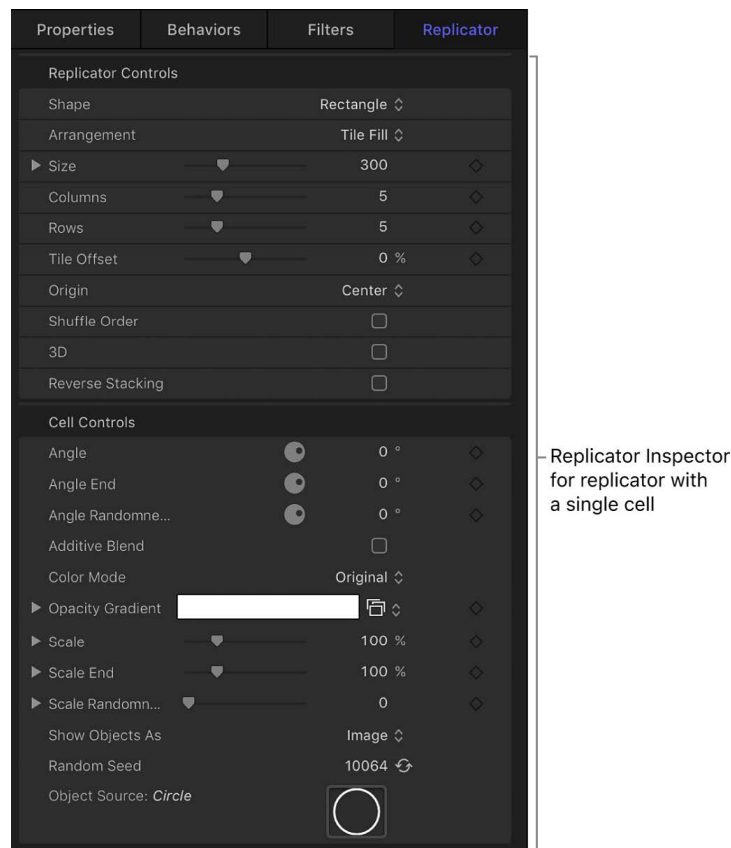 Properties Behaviors Filters Replicator
Replicator Controls
Shape Rectangle
Arrangement Tile Fill
Size 300
Columns 5
Rows 5
Tile Offset 0 %
Origin Center
Shuffle Order
3D
Reverse Stacking
Cell Controls
Angle 0 °
Angle End 0 °
Angle Randomne... 0 °
Additive Blend
Color Mode Original
Opacity Gradient
Scale 100 %
Scale End 100 %
Scale Randomn... 0
Show Objects As Image
Random Seed 10064
Object Source: Circle
Replicator Inspector
for replicator with
a single cell